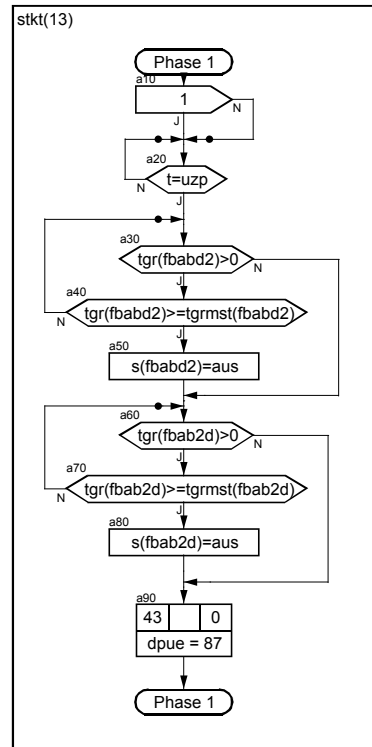 stkt(13)
Phase 1
a10
1
N
J
a20
t=uzp
N
J
a30
tgr(fbabd2)>0
N
J
a40
tgr(fbabd2)>=tgrmst(fbabd2)
N
J
a50
s(fbabd2)=aus
a60
tgr(fbab2d)>0
N
J
a70
tgr(fbab2d)>=tgrmst(fbab2d)
N
J
a80
s(fbab2d)=aus
a90
43 0
dpue = 87
Phase 1